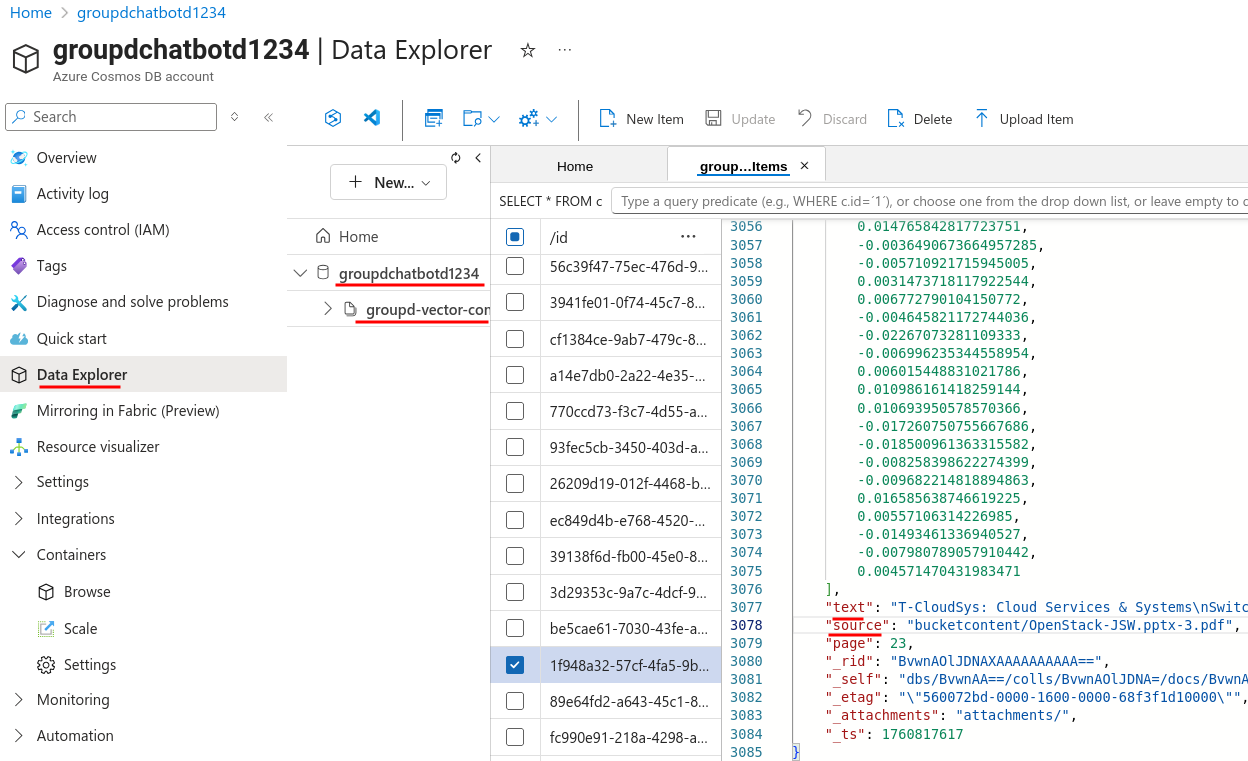 Home > groupdchatbotd1234
groupdchatbotd1234 | Data Explorer
Azure Cosmos DB account
Search
New Item
Update
Discard
Delete
Upload Item
Overview
Activity log
Access control (IAM)
Tags
Diagnose and solve problems
Quick start
Data Explorer
Mirroring in Fabric (Preview)
Resource visualizer
Settings
Integrations
Containers
Browse
Scale
Settings
Monitoring
Automation
New...
Home
groupdchatbotd1234
groupd-vector-con
Home
group...Items
SELECT * FROM c
Type a query predicate (e.g., WHERE c.id=´1´), or choose one from the drop down list, or leave empty to
/id
56c39f47-75ec-476d-9...
3941fe01-0f74-45c7-8...
cf1384ce-9ab7-479c-8...
a14e7db0-2a22-4e35-...
770ccd73-f3c7-4d55-a...
93fec5cb-3450-403d-a...
26209d19-012f-4468-b...
ec849d4b-e768-4520-...
39138f6d-fb00-45e0-8...
3d29353c-9a7c-4dcf-9...
be5cae61-7030-43fe-a...
1f948a32-57cf-4fa5-9b...
89e64fd2-a643-45c1-8...
fc990e91-218a-4298-a...
3056 0.014765842817723751,
3057 -0.0036490673664957285,
3058 -0.005710921715945005,
3059 0.0031473718117922544,
3060 0.006772790104150772,
3061 -0.004645821172744036,
3062 -0.02267073281109333,
3063 -0.006996235344558954,
3064 0.006015448831021786,
3065 0.010986161418259144,
3066 0.010693950578570366,
3067 -0.017260750755667686,
3068 -0.018500961363315582,
3069 -0.008258398622274399,
3070 -0.009682214818894863,
3071 0.016585638746619225,
3072 0.00557106314226985,
3073 -0.01493461336940527,
3074 -0.007980789057910442,
3075 0.004571470431983471
3076 ],
3077 "text": "T-CloudSys: Cloud Services & Systems\nSwitc
3078 "source": "bucketcontent/OpenStack-JSW.pptx-3.pdf",
3079 "page": 23,
3080 "_rid": "BvwnAOlJDNAXAAAAAAAAAA==",
3081 "_self": "dbs/BvwnAA==/colls/BvwnAOlJDNA=/docs/BvwnA
3082 "_etag": "\"560072bd-0000-1600-0000-68f3f1d10000\"",
3083 "_attachments": "attachments/",
3084 "_ts": 1760817617
3085 }